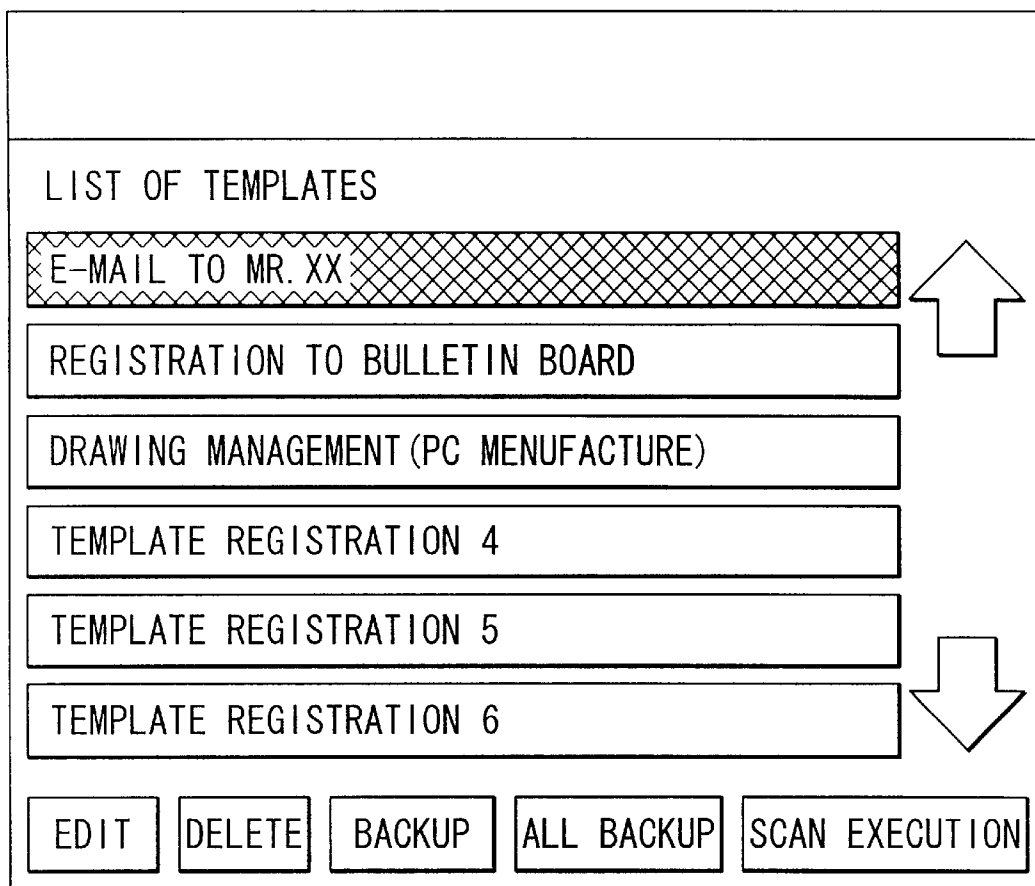 LIST OF TEMPLATES
E-MAIL TO MR.XX
REGISTRATION TO BULLETIN BOARD
DRAWING MANAGEMENT(PC MENUFACTURE)
TEMPLATE REGISTRATION 4
TEMPLATE REGISTRATION 5
TEMPLATE REGISTRATION 6
EDIT DELETE BACKUP ALL BACKUP SCAN EXECUTION